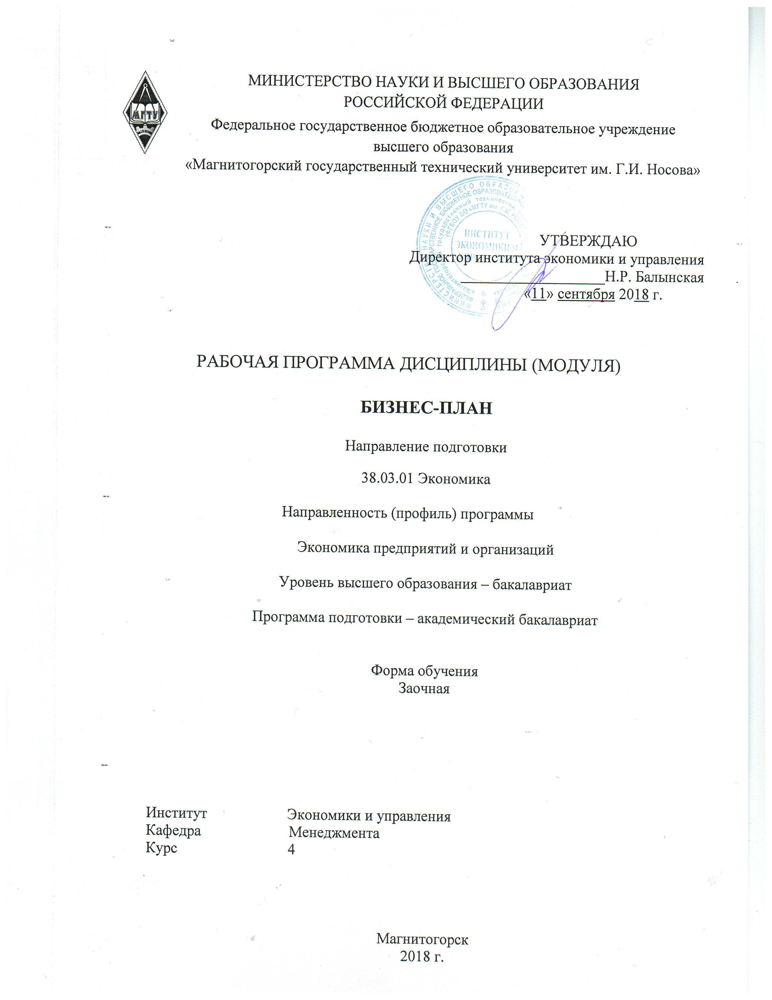 МИНИСТЕРСТВО НАУКИ И ВЫСШЕГО ОБРАЗОВАНИЯ
РОССИЙСКОЙ ФЕДЕРАЦИИ
Федеральное государственное бюджетное образовательное учреждение
высшего образования
«Магнитогорский государственный технический университет им. Г.И. Носова»
МГТУ
ИНСТИТУТ
ЭКОНОМИКИ И
УТВЕРЖДАЮ
Директор института экономики и управления
Н.Р. Балынская
«11» сентября 2018 г.
РАБОЧАЯ ПРОГРАММА ДИСЦИПЛИНЫ (МОДУЛЯ)
БИЗНЕС-ПЛАН
Направление подготовки
38.03.01 Экономика
Направленность (профиль) программы
Экономика предприятий и организаций
Уровень высшего образования – бакалавриат
Программа подготовки – академический бакалавриат
Форма обучения
Заочная
Институт Экономики и управления
Кафедра Менеджмента
Курс 4
Магнитогорск
2018 г.